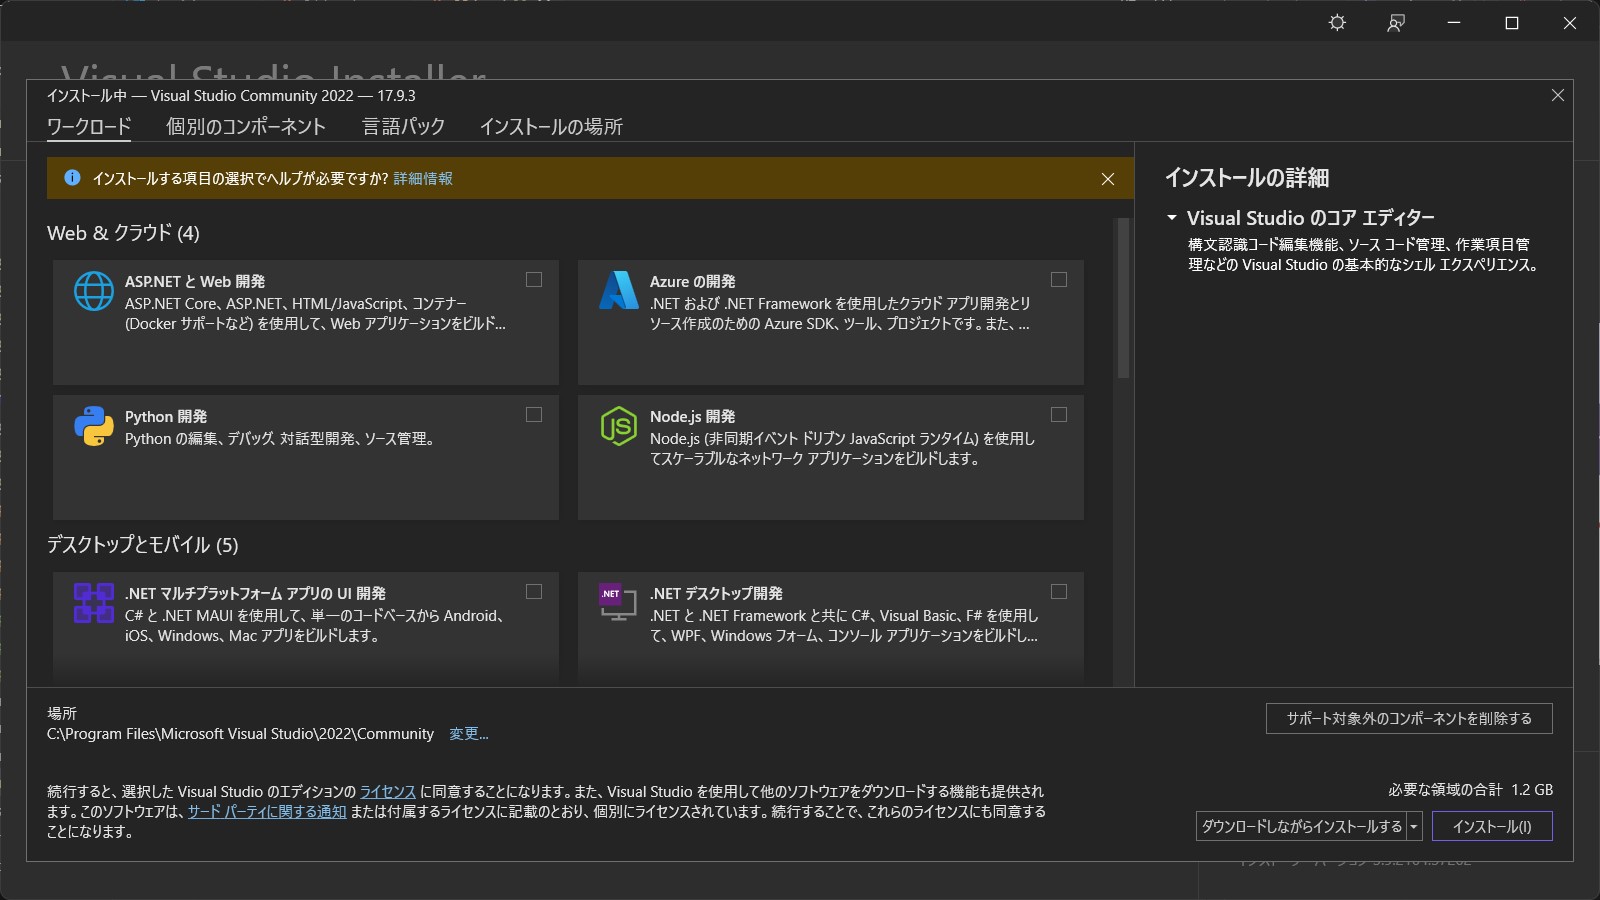 Visual Studio Installer
インストール中 — Visual Studio Community 2022 — 17.9.3
ワークロード 個別のコンポーネント 言語パック インストールの場所
インストールする項目の選択でヘルプが必要ですか? 詳細情報
Web & クラウド (4)
ASP.NET と Web 開発
ASP.NET Core、ASP.NET、HTML/JavaScript、コンテナー
(Docker サポートなど) を使用して、Web アプリケーションをビルド...
Azure の開発
.NET および .NET Framework を使用したクラウド アプリ開発とリ
ソース作成のための Azure SDK、ツール、プロジェクトです。また、...
Python 開発
Python の編集、デバッグ、対話型開発、ソース管理。
Node.js 開発
Node.js (非同期イベント ドリブン JavaScript ランタイム) を使用し
てスケーラブルなネットワーク アプリケーションをビルドします。
デスクトップとモバイル (5)
.NET マルチプラットフォーム アプリの UI 開発
C# と .NET MAUI を使用して、単一のコードベースから Android、
iOS、Windows、Mac アプリをビルドします。
.NET
.NET デスクトップ開発
.NET と .NET Framework と共に C#、Visual Basic、F# を使用し
て、WPF、Windows フォーム、コンソール アプリケーションをビルドし...
インストールの詳細
Visual Studio のコア エディター
構文認識コード編集機能、ソース コード管理、作業項目管
理などの Visual Studio の基本的なシェル エクスペリエンス。
場所
C:\Program Files\Microsoft Visual Studio\2022\Community 変更...
サポート対象外のコンポーネントを削除する
続行すると、選択した Visual Studio のエディションの ライセンス に同意することになります。また、Visual Studio を使用して他のソフトウェアをダウンロードする機能も提供され
ます。このソフトウェアは、サード パーティに関する通知 または付属するライセンスに記載のとおり、個別にライセンスされています。続行することで、これらのライセンスにも同意する
ことになります。
必要な領域の合計 1.2 GB
ダウンロードしながらインストールする インストール(I)